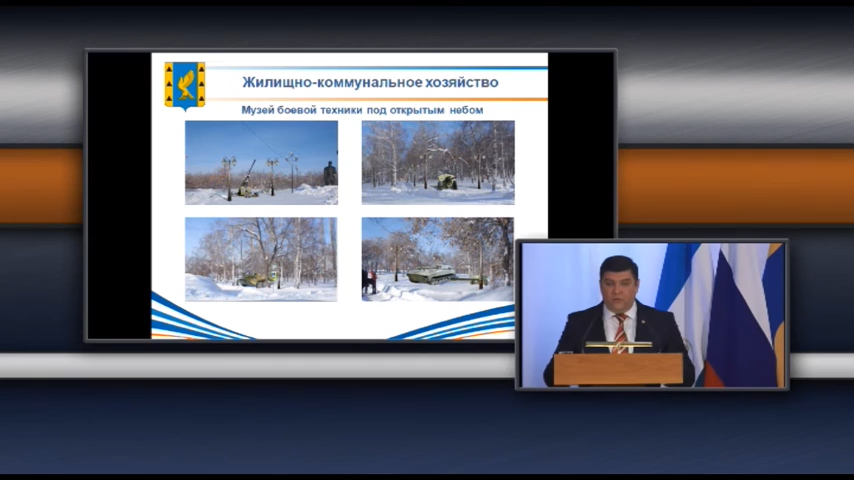 Жилищно-коммунальное хозяйство
Музей боевой техники под открытым небом